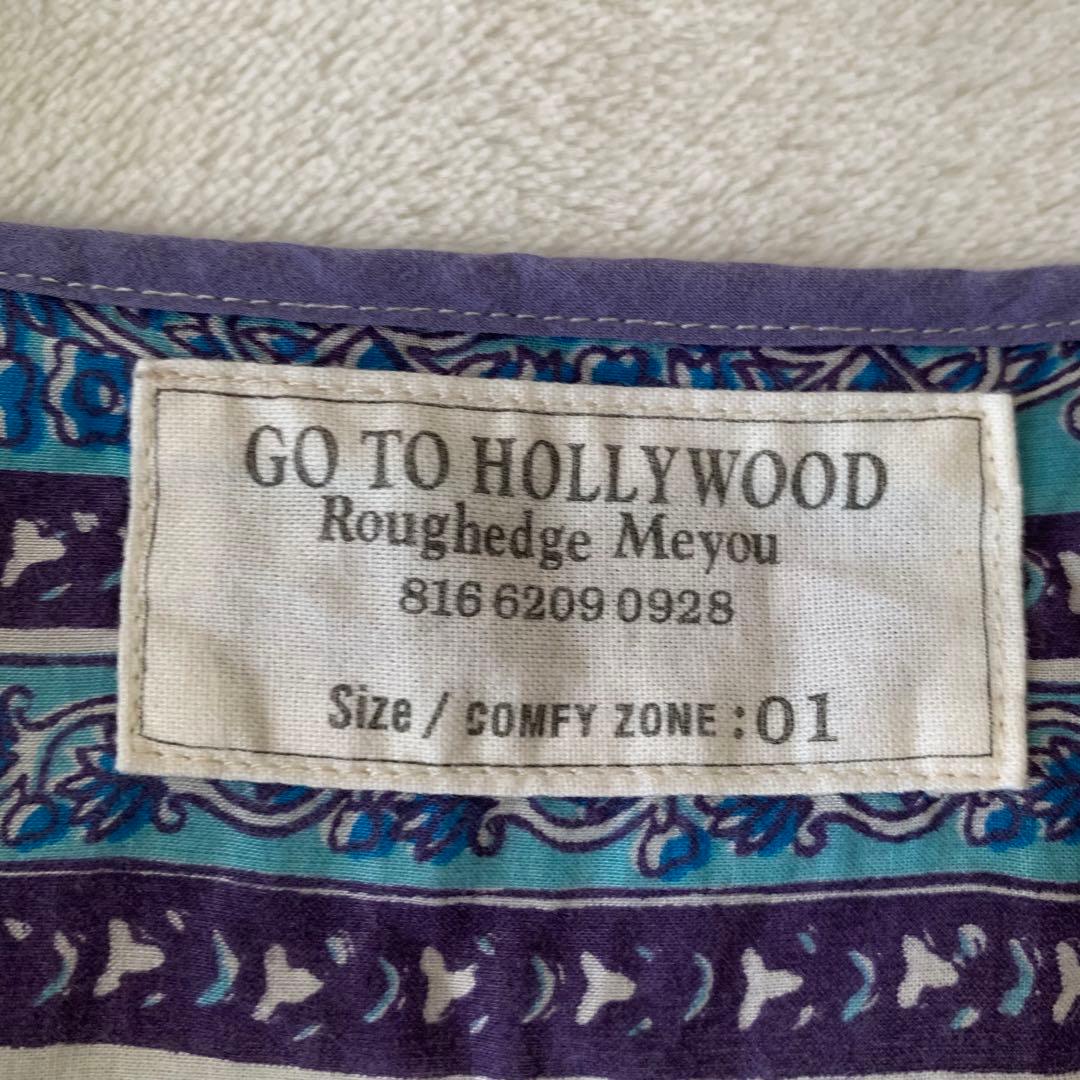 GO TO HOLLYWOOD
Roughedge Meyou
816 6209 0928
Size / COMFY ZONE : 01